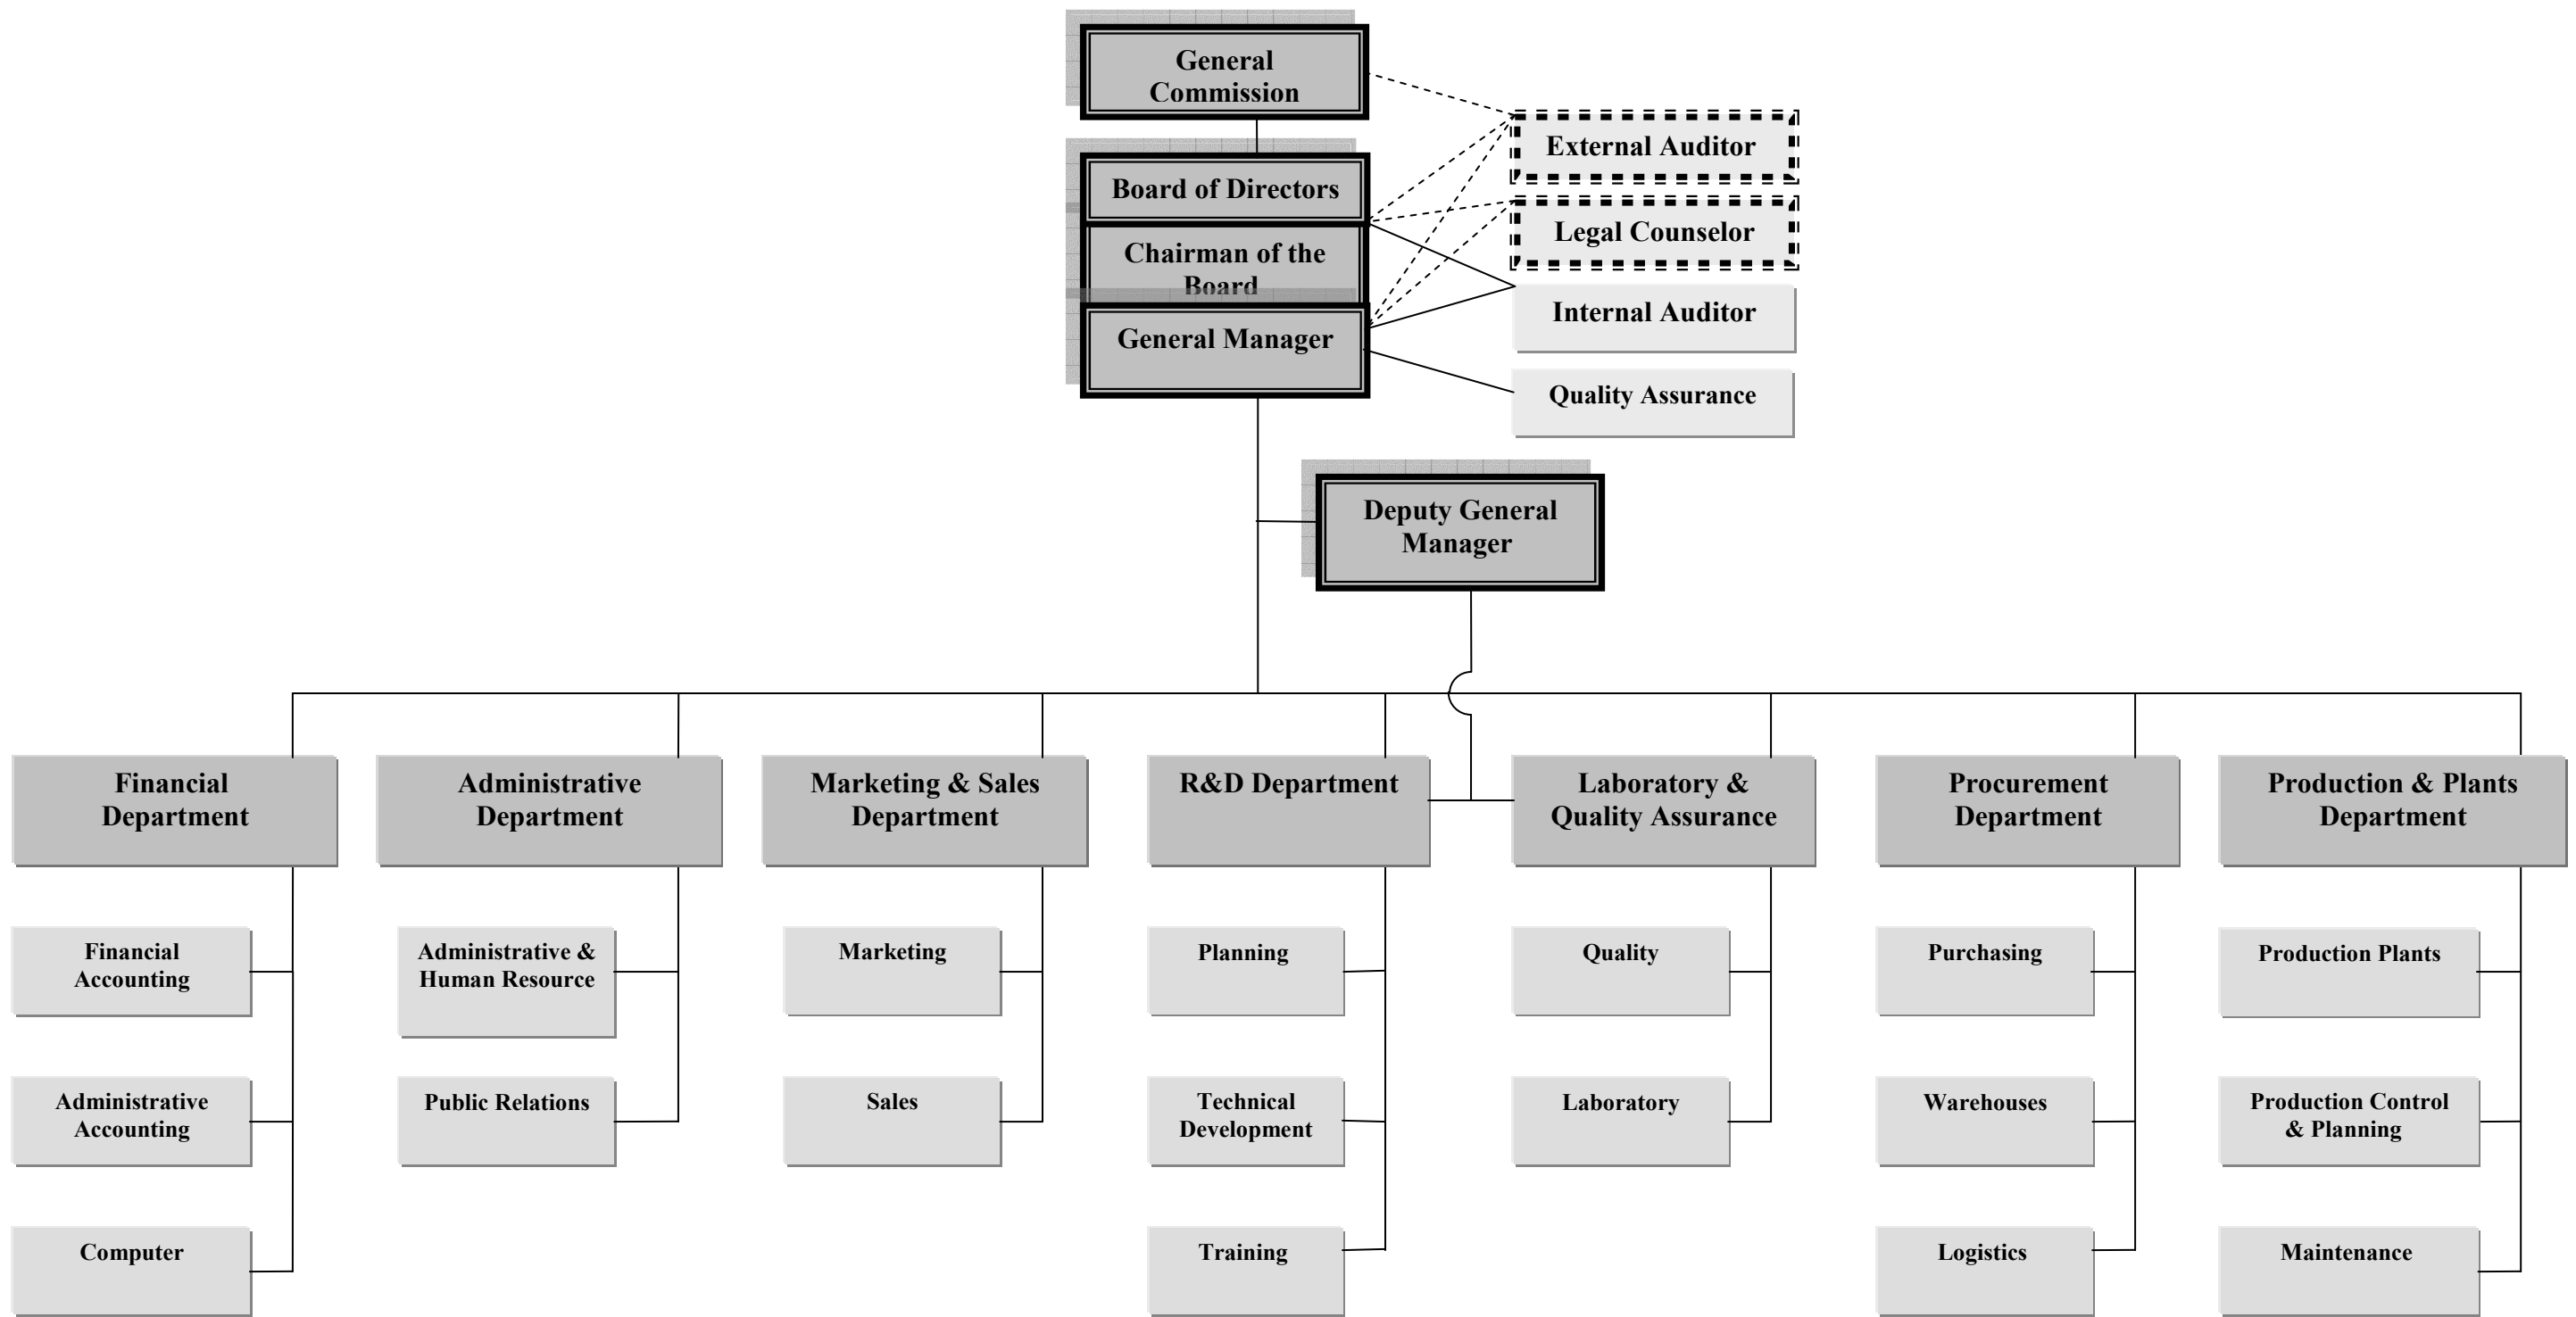 General
Commission
External Auditor
Board of Directors
Legal Counselor
Chairman of the
Board
Internal Auditor
General Manager
Quality Assurance
Deputy General
Manager
Financial
Department
Administrative
Department
Marketing & Sales
Department
R&D Department
Laboratory &
Quality Assurance
Procurement
Department
Production & Plants
Department
Financial
Accounting
Administrative &
Human Resource
Marketing
Planning
Quality
Purchasing
Production Plants
Administrative
Accounting
Public Relations
Sales
Technical
Development
Laboratory
Warehouses
Production Control
& Planning
Computer
Training
Logistics
Maintenance